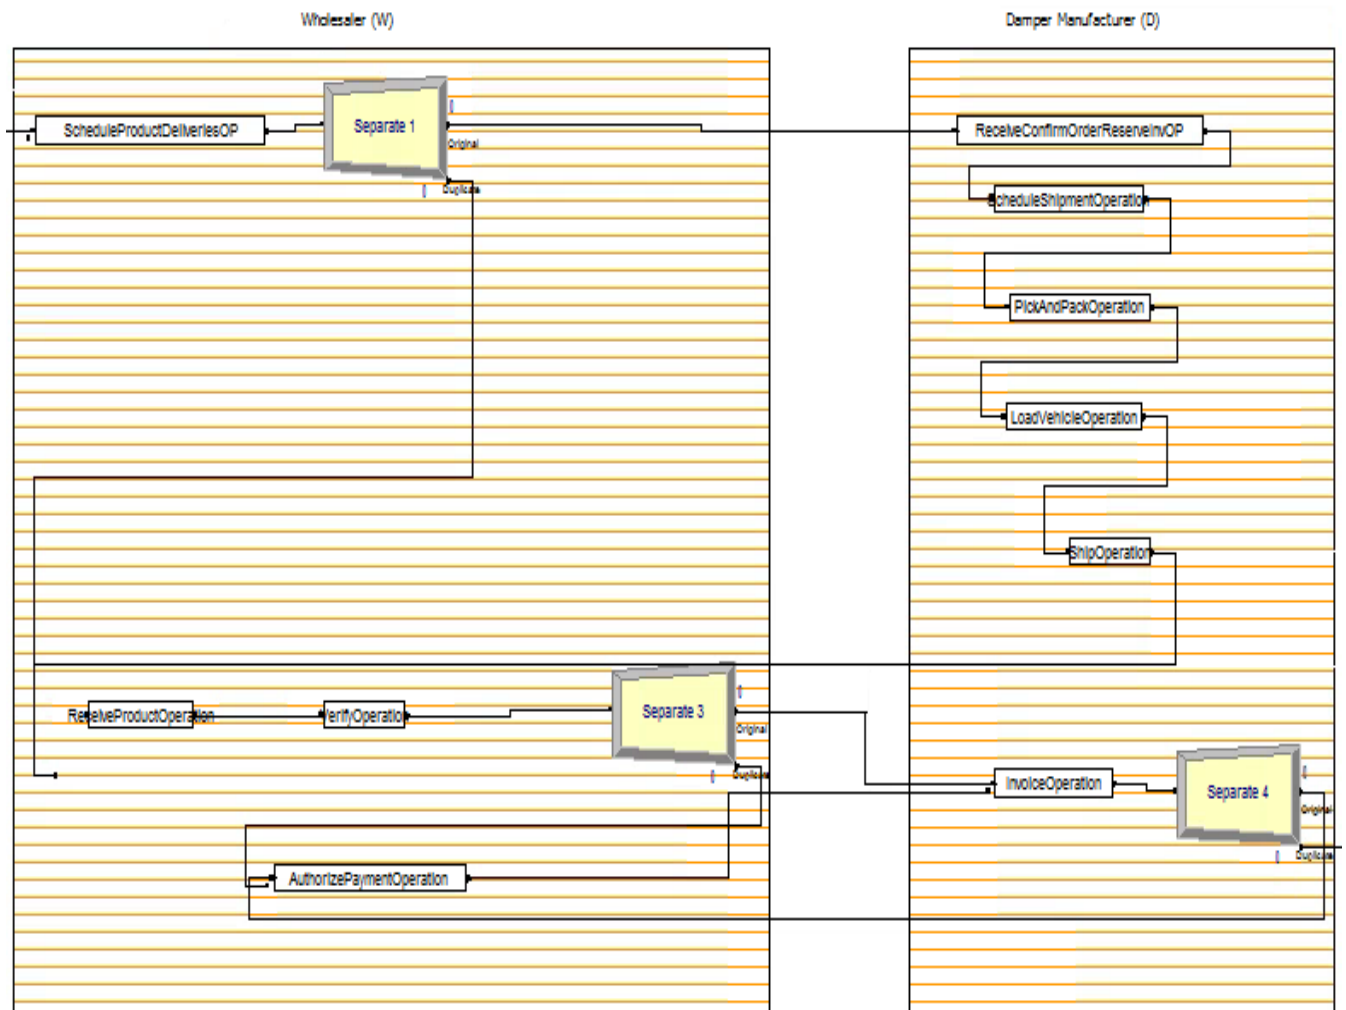 Wholesaler (W)
Damper Manufacturer (D)
ScheduleProductDeliveriesOP
Separate 1
Original
Duplicate
ReceiveConfirmOrderReserveInvOP
ScheduleShipmentOperation
PickAndPackOperation
LoadVehicleOperation
ShipOperation
ReceiveProductOperation
VerifyOperation
Separate 3
Original
Duplicate
InvoiceOperation
Separate 4
Original
Duplicate
AuthorizePaymentOperation